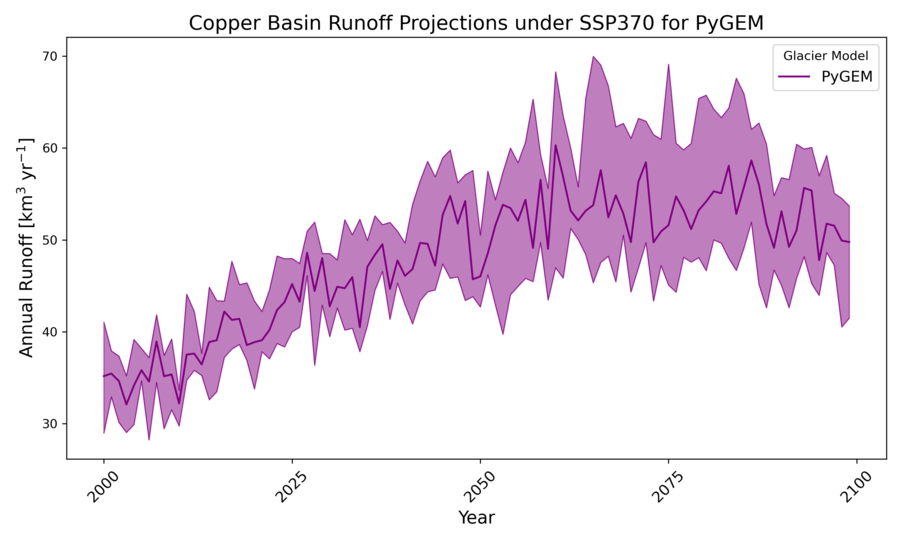 Copper Basin Runoff Projections under SSP370 for PyGEM
Glacier Model
PyGEM
Annual Runoff [km³ yr⁻¹]
70
60
50
40
30
2000
2025
2050
2075
2100
Year